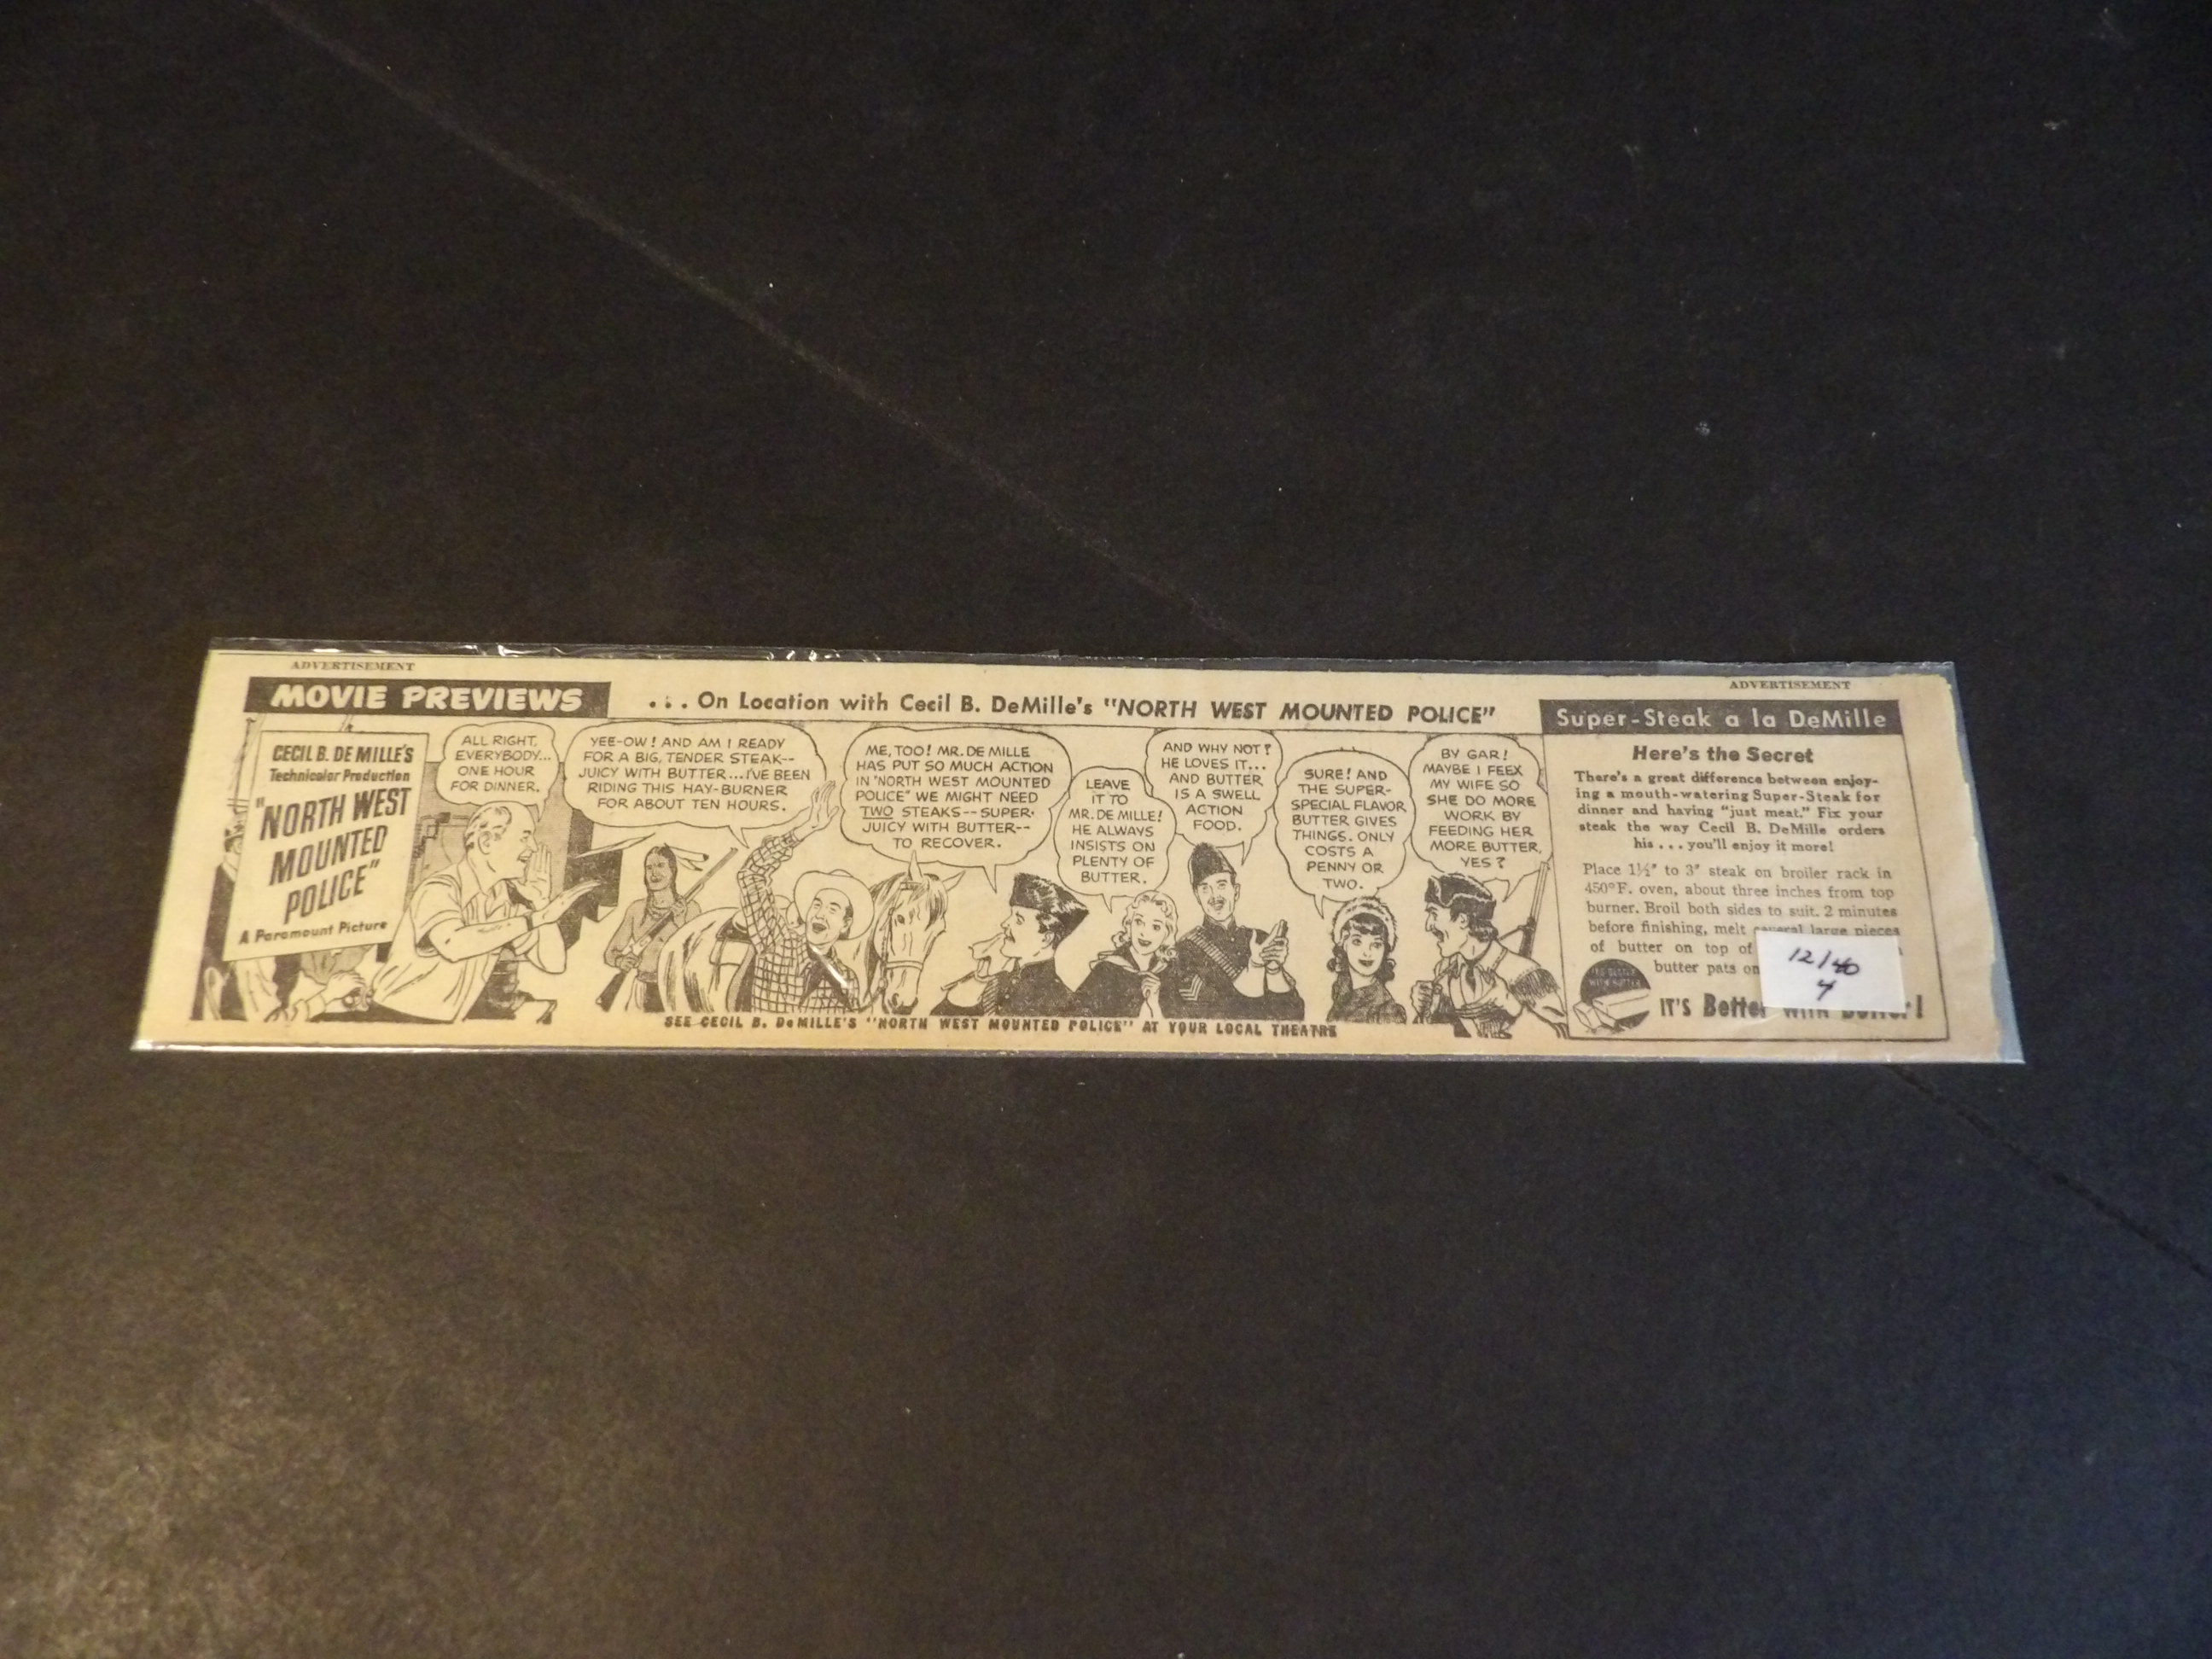 ADVERTISEMENT
MOVIE PREVIEWS
... On Location with Cecil B. DeMille's "NORTH WEST MOUNTED POLICE"
CECIL B. DE MILLE'S
Technicolor Production
"NORTH WEST
MOUNTED
POLICE"
A Paramount Picture
ALL RIGHT,
EVERYBODY...
ONE HOUR
FOR DINNER.
YEE-OW! AND AM I READY
FOR A BIG, TENDER STEAK--
JUICY WITH BUTTER...I'VE BEEN
RIDING THIS HAY-BURNER
FOR ABOUT TEN HOURS.
ME, TOO! MR. DE MILLE
HAS PUT SO MUCH ACTION
IN "NORTH WEST MOUNTED
POLICE" WE MIGHT NEED
TWO STEAKS--SUPER-
JUICY WITH BUTTER--
TO RECOVER.
LEAVE
IT TO
MR. DE MILLE!
HE ALWAYS
INSISTS ON
PLENTY OF
BUTTER.
AND WHY NOT?
HE LOVES IT...
AND BUTTER
IS A SWELL
ACTION
FOOD.
SURE! AND
THE SUPER-
SPECIAL FLAVOR
BUTTER GIVES
THINGS. ONLY
COSTS A
PENNY OR
TWO.
BY GAR!
MAYBE I FEEX
MY WIFE SO
SHE DO MORE
WORK BY
FEEDING HER
MORE BUTTER,
YES?
SEE CECIL B. DeMILLE'S "NORTH WEST MOUNTED POLICE" AT YOUR LOCAL THEATRE
ADVERTISEMENT
Super-Steak a la DeMille
Here's the Secret
There's a great difference between enjoy-
ing a mouth-watering Super-Steak for
dinner and having "just meat." Fix your
steak the way Cecil B. DeMille orders
his . . . you'll enjoy it more!
Place 1½" to 3" steak on broiler rack in
450°F. oven, about three inches from top
burner. Broil both sides to suit. 2 minutes
before finishing, melt several large pieces
of butter on top of
butter pats on
IT'S Better with Butter!
12/40
4